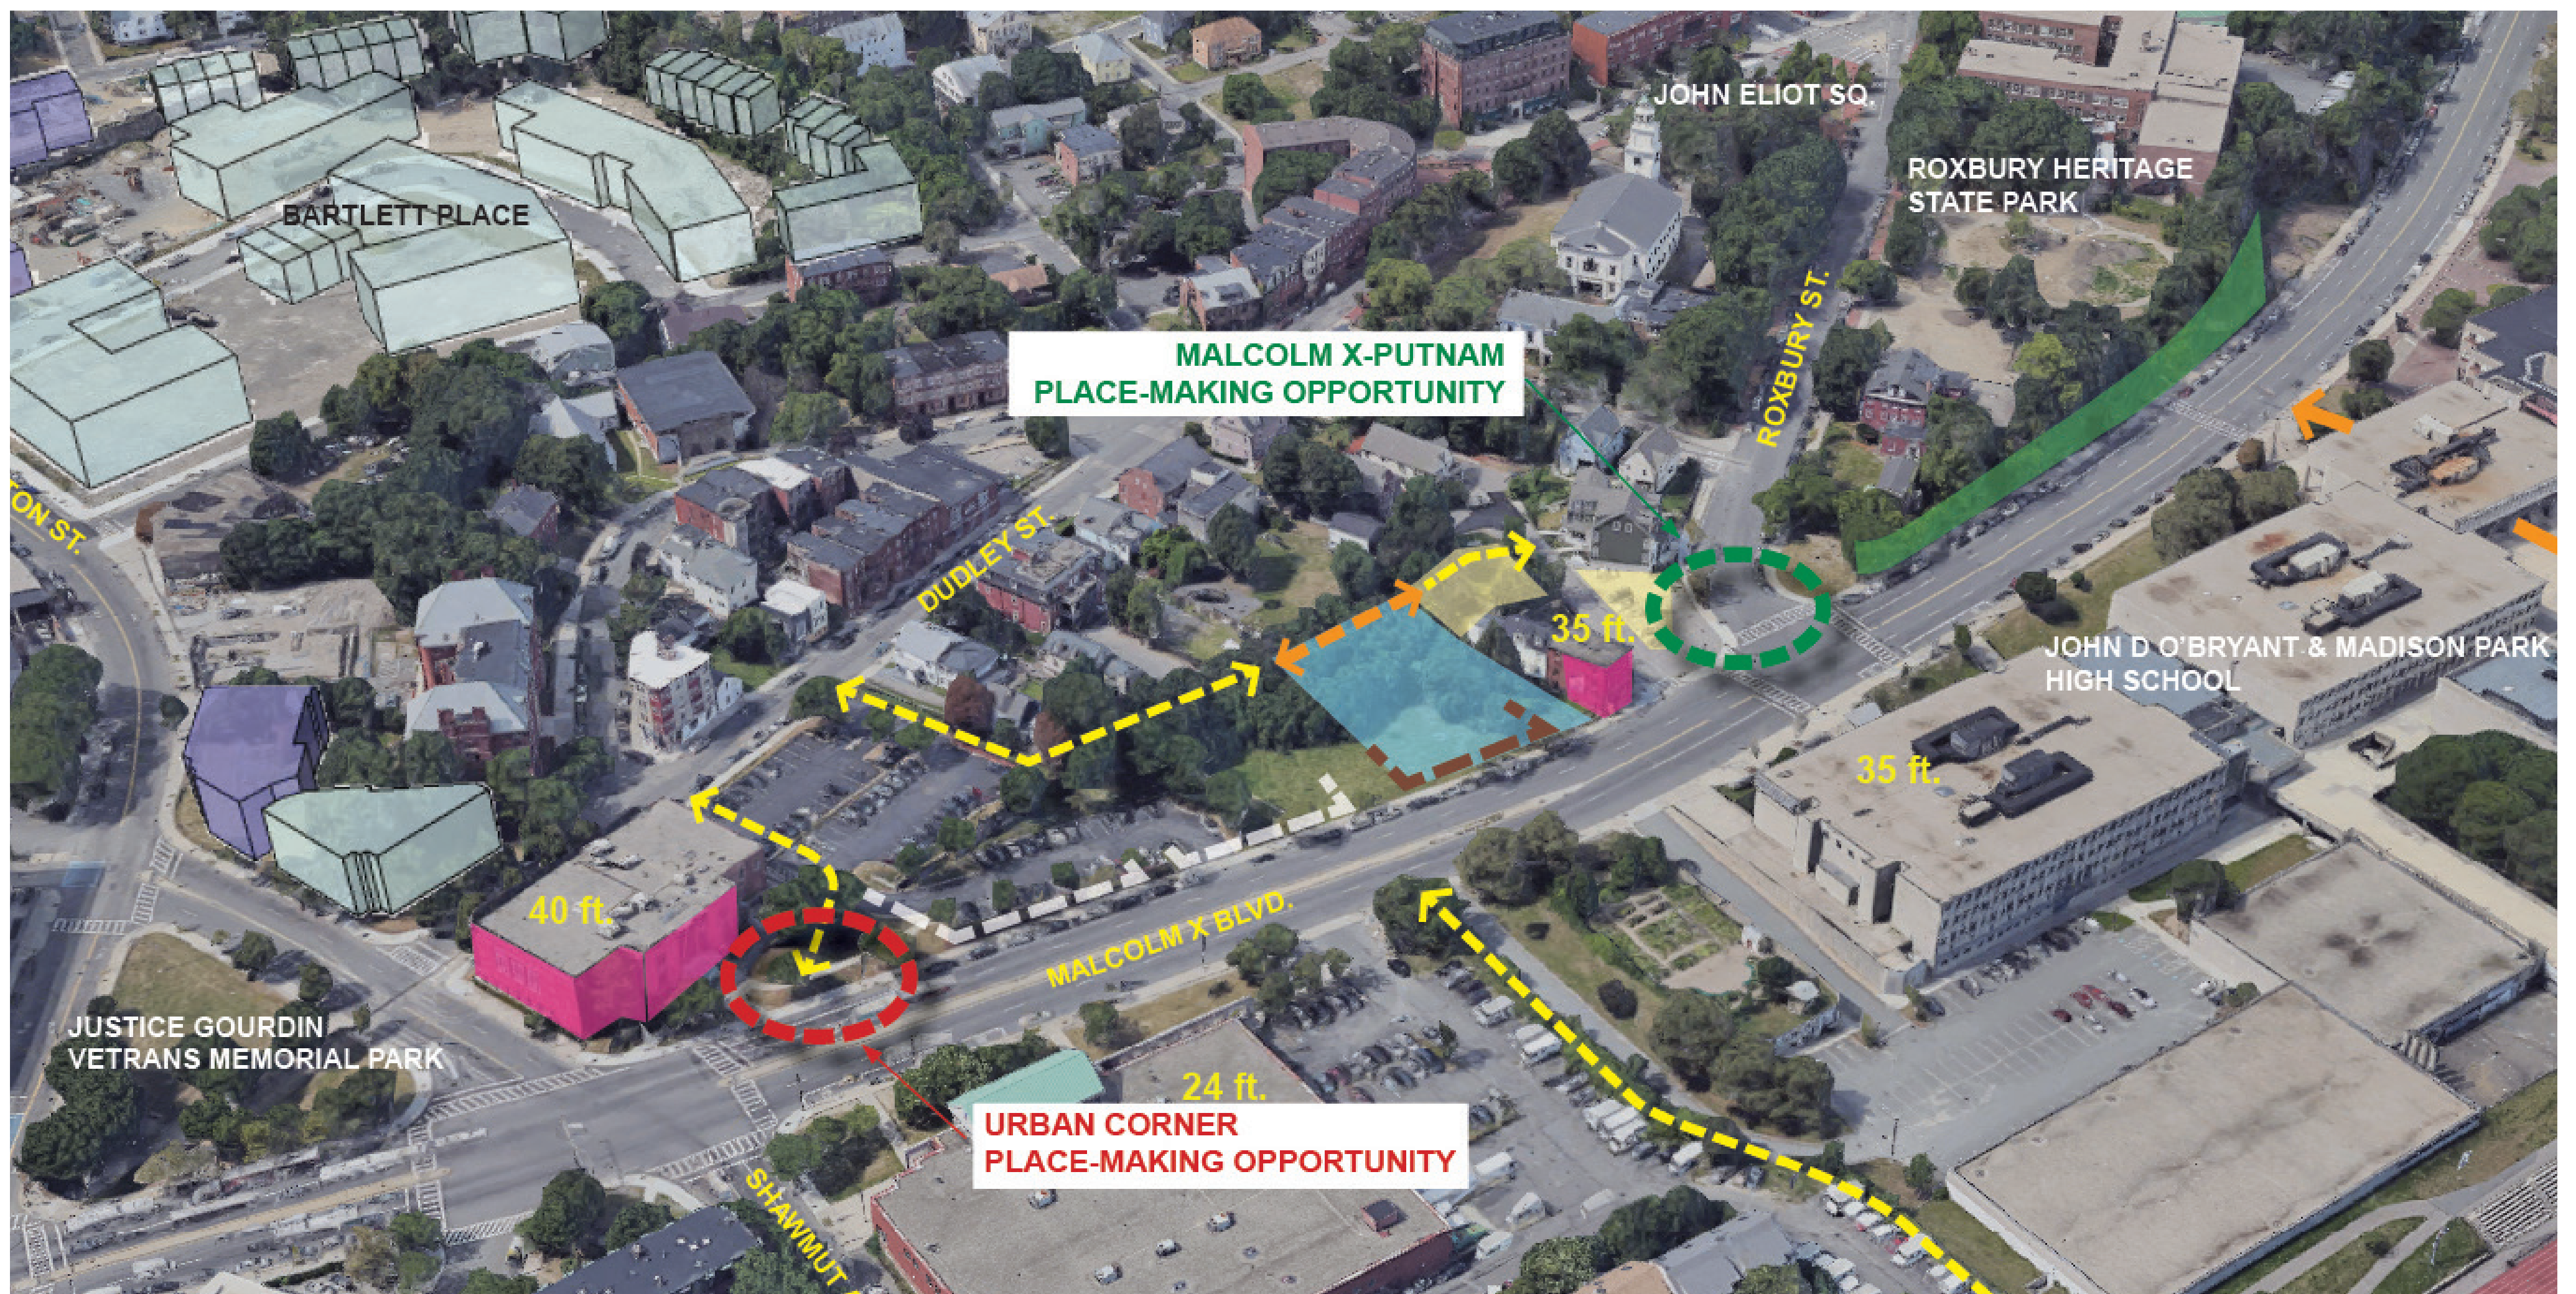 JOHN ELIOT SQ.
ROXBURY HERITAGE
STATE PARK
BARTLETT PLACE
ROXBURY ST.
MALCOLM X-PUTNAM
PLACE-MAKING OPPORTUNITY
TON ST.
DUDLEY ST.
35 ft.
JOHN D O'BRYANT & MADISON PARK
HIGH SCHOOL
35 ft.
40 ft.
MALCOLM X BLVD.
JUSTICE GOURDIN
VETRANS MEMORIAL PARK
24 ft.
URBAN CORNER
PLACE-MAKING OPPORTUNITY
SHAWMUT